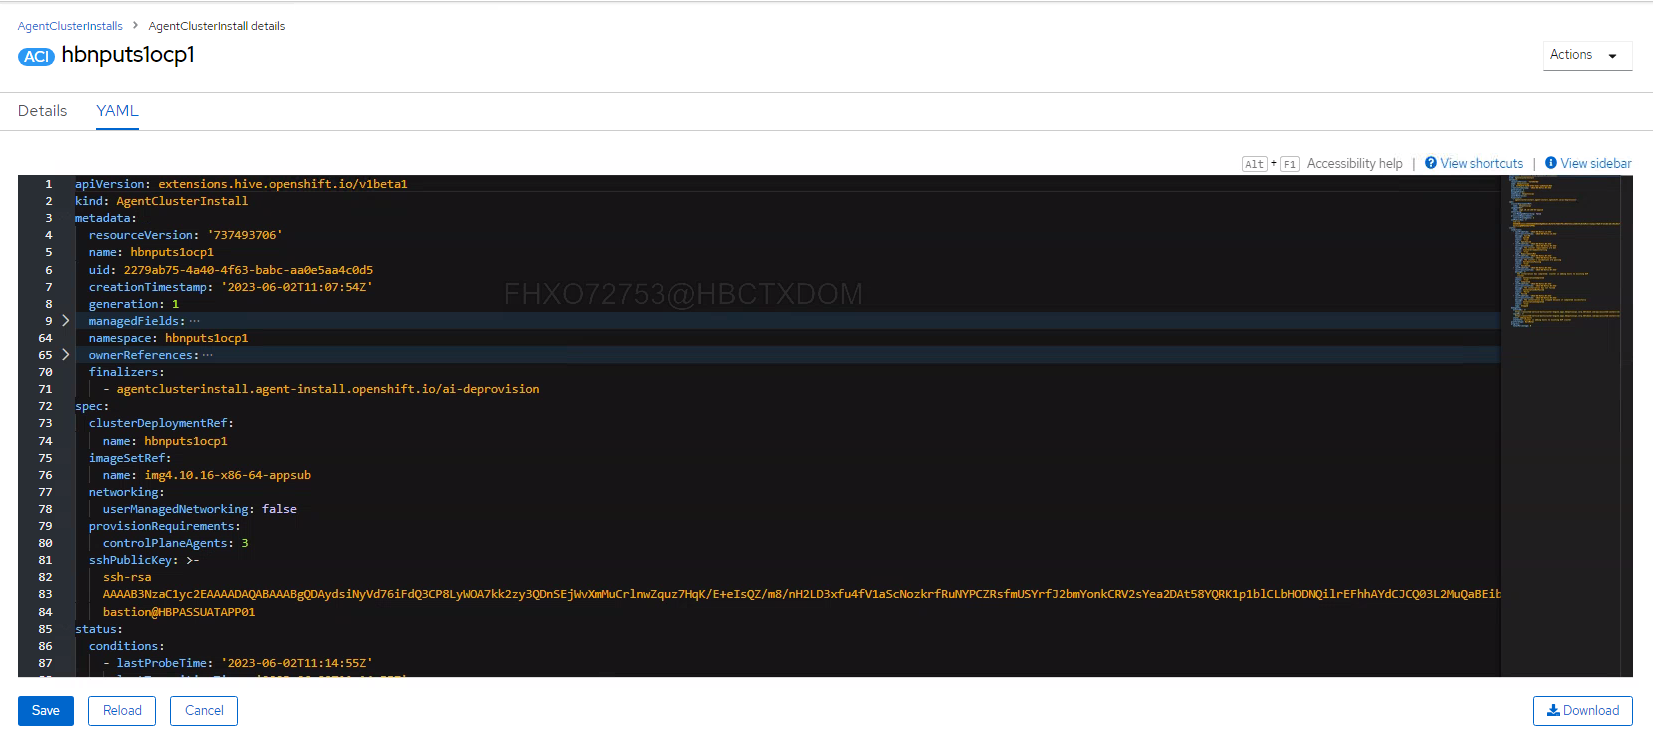 AgentClusterInstalls > AgentClusterInstall details
ACI hbnputs1ocp1
Actions
Details YAML
Alt + F1 Accessibility help | View shortcuts | View sidebar
1 apiVersion: extensions.hive.openshift.io/v1beta1
2 kind: AgentClusterInstall
3 metadata:
4 resourceVersion: '737493706'
5 name: hbnputs1ocp1
6 uid: 2279ab75-4a40-4f63-babc-aa0e5aa4c0d5
7 creationTimestamp: '2023-06-02T11:07:54Z'
FHXO72753@HBCTXDOM
8 generation: 1
9 managedFields: ...
64 namespace: hbnputs1ocp1
65 ownerReferences: ...
70 finalizers:
71 - agentclusterinstall.agent-install.openshift.io/ai-deprovision
72 spec:
73 clusterDeploymentRef:
74 name: hbnputs1ocp1
75 imageSetRef:
76 name: img4.10.16-x86-64-appsub
77 networking:
78 userManagedNetworking: false
79 provisionRequirements:
80 controlPlaneAgents: 3
81 sshPublicKey: >-
82 ssh-rsa
83 AAAAB3NzaC1yc2EAAAADAQABAAABgQDAydsiNyVd76iFdQ3CP8LyWOA7kk2zy3QDnSEjWvXmMuCrlnwZquz7HqK/E+eIsQZ/m8/nH2LD3xfu4fV1aScNozkrfRuNYPCZRsfmUSYrfJ2bmYonkCRV2sYea2DAt58YQRK1p1blCLbHODNQilrEFhhAYdCJCQ03L2MuQaBEib
84 bastion@HBPASSUATAPP01
85 status:
86 conditions:
87 - lastProbeTime: '2023-06-02T11:14:55Z'
Save Reload Cancel Download